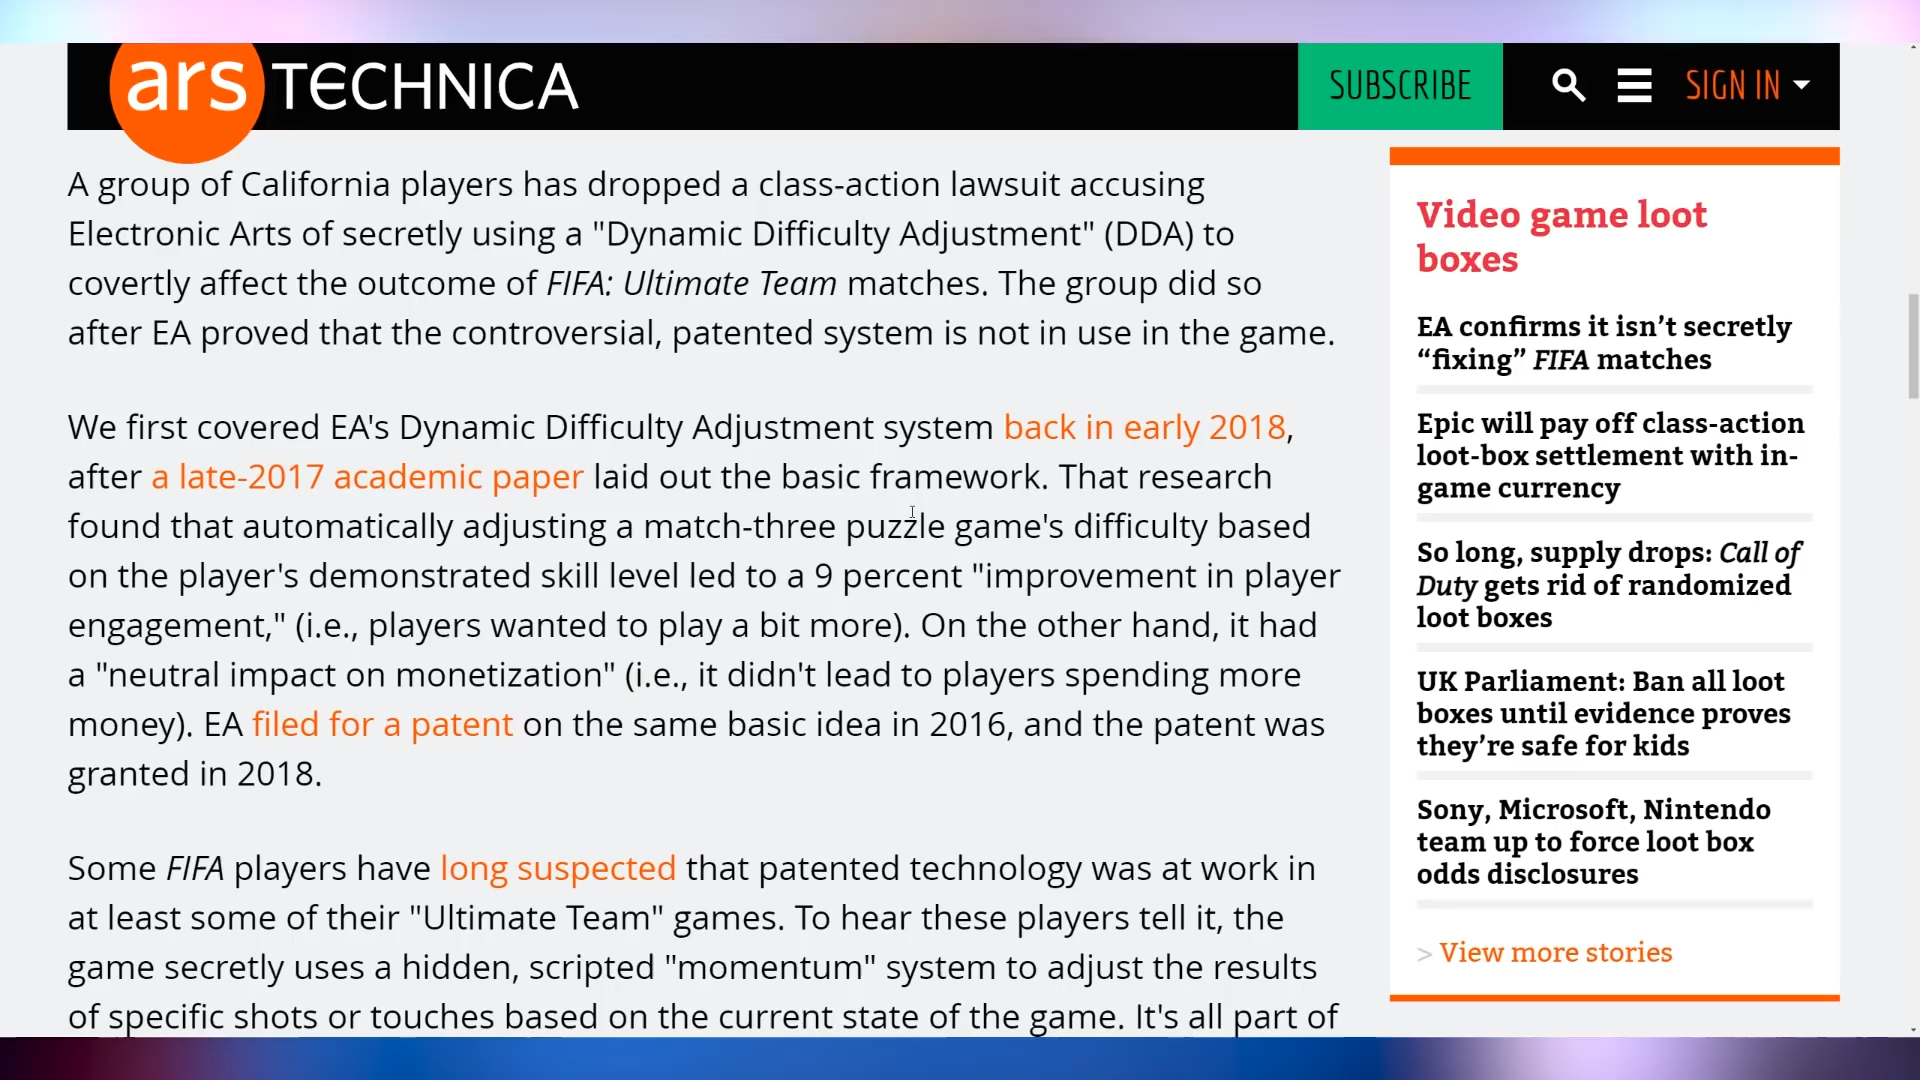 ars TECHNICA
SUBSCRIBE
SIGN IN
A group of California players has dropped a class-action lawsuit accusing
Electronic Arts of secretly using a "Dynamic Difficulty Adjustment" (DDA) to
covertly affect the outcome of FIFA: Ultimate Team matches. The group did so
after EA proved that the controversial, patented system is not in use in the game.
We first covered EA's Dynamic Difficulty Adjustment system back in early 2018,
after a late-2017 academic paper laid out the basic framework. That research
found that automatically adjusting a match-three puzzle game's difficulty based
on the player's demonstrated skill level led to a 9 percent "improvement in player
engagement," (i.e., players wanted to play a bit more). On the other hand, it had
a "neutral impact on monetization" (i.e., it didn't lead to players spending more
money). EA filed for a patent on the same basic idea in 2016, and the patent was
granted in 2018.
Some FIFA players have long suspected that patented technology was at work in
at least some of their "Ultimate Team" games. To hear these players tell it, the
game secretly uses a hidden, scripted "momentum" system to adjust the results
of specific shots or touches based on the current state of the game. It's all part of
Video game loot
boxes
EA confirms it isn’t secretly
“fixing” FIFA matches
Epic will pay off class-action
loot-box settlement with in-
game currency
So long, supply drops: Call of
Duty gets rid of randomized
loot boxes
UK Parliament: Ban all loot
boxes until evidence proves
they’re safe for kids
Sony, Microsoft, Nintendo
team up to force loot box
odds disclosures
> View more stories